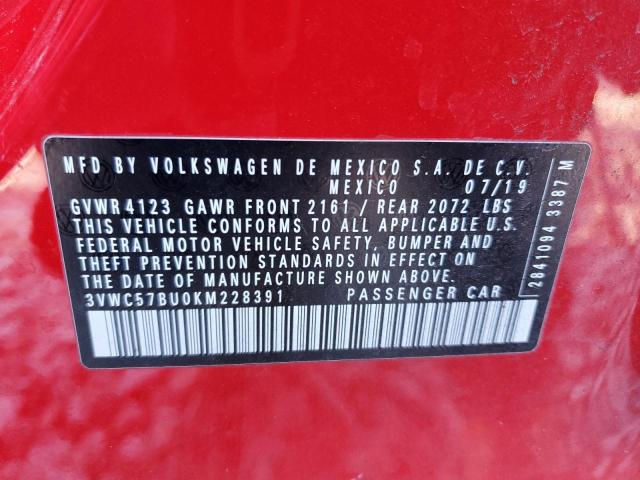 MFD BY VOLKSWAGEN DE MEXICO S.A. DE C.V.
MEXICO 07/19
GVWR 4123 GAWR FRONT 2161 / REAR 2072 LBS
THIS VEHICLE CONFORMS TO ALL APPLICABLE U.S.
FEDERAL MOTOR VEHICLE SAFETY, BUMPER AND
THEFT PREVENTION STANDARDS IN EFFECT ON
THE DATE OF MANUFACTURE SHOWN ABOVE.
3VWC57BU0KM228391 PASSENGER CAR
2841094 3387 M